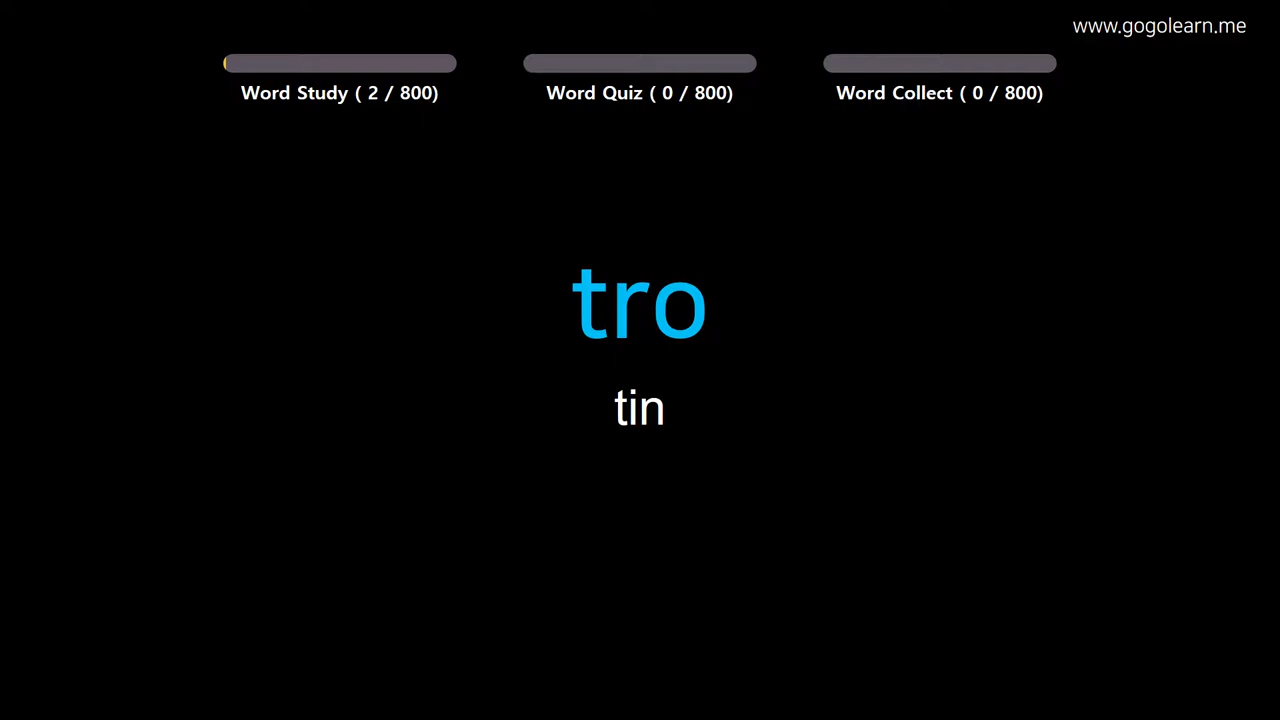 www.gogolearn.me
Word Study ( 2 / 800)
Word Quiz ( 0 / 800)
Word Collect ( 0 / 800)
tro
tin